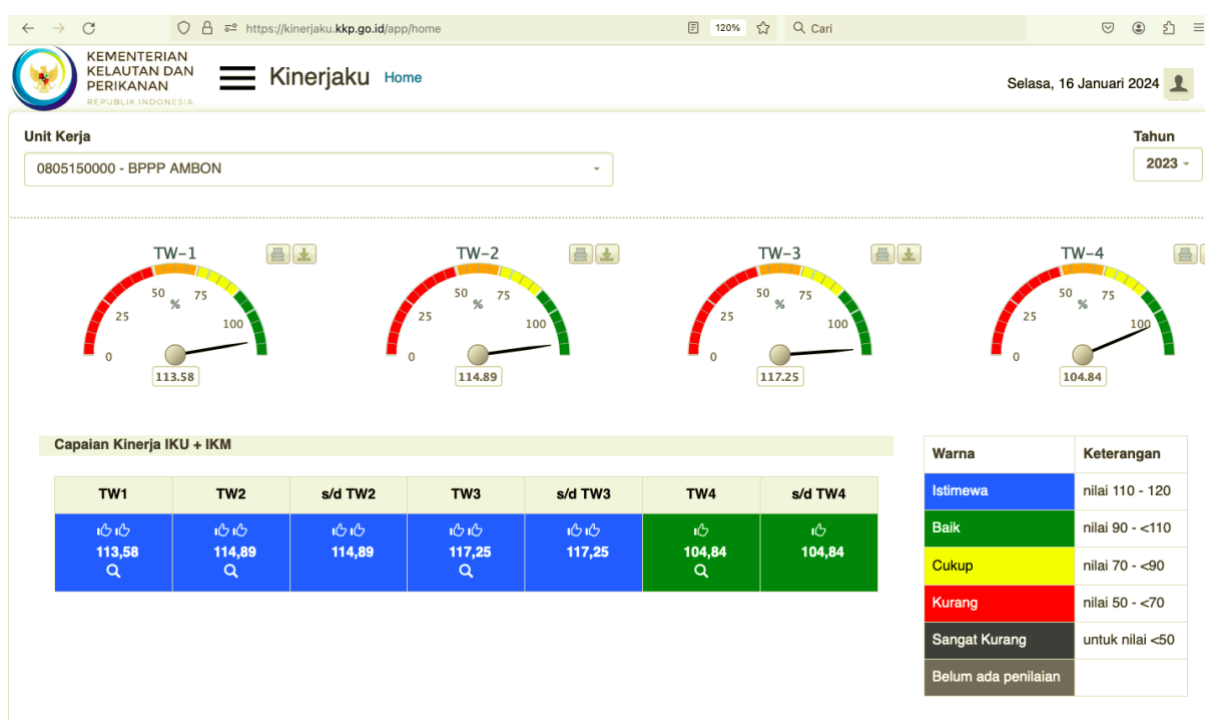 https://kinerjaku.kkp.go.id/app/home
120%
Cari
KEMENTERIAN
KELAUTAN DAN
PERIKANAN
REPUBLIK INDONESIA
Kinerjaku Home
Selasa, 16 Januari 2024
Unit Kerja
Tahun
0805150000 - BPPP AMBON
2023
TW-1
0
25
50
75
100
%
113.58
TW-2
0
25
50
75
100
%
114.89
TW-3
0
25
50
75
100
%
117.25
TW-4
0
25
50
75
100
%
104.84
Capaian Kinerja IKU + IKM
TW1 TW2 s/d TW2 TW3 s/d TW3 TW4 s/d TW4
113,58 114,89 114,89 117,25 117,25 104,84 104,84
Warna Keterangan
Istimewa nilai 110 - 120
Baik nilai 90 - <110
Cukup nilai 70 - <90
Kurang nilai 50 - <70
Sangat Kurang untuk nilai <50
Belum ada penilaian